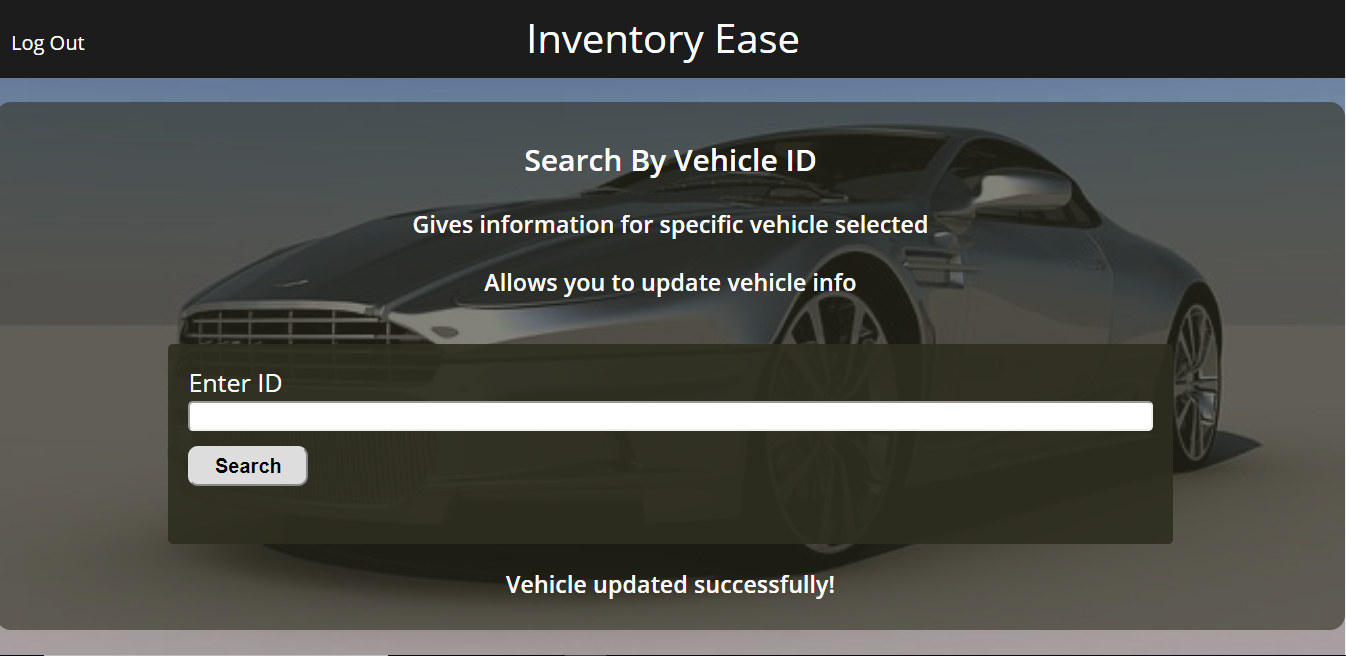 Log Out
Inventory Ease
Search By Vehicle ID
Gives information for specific vehicle selected
Allows you to update vehicle info
Enter ID
Search
Vehicle updated successfully!